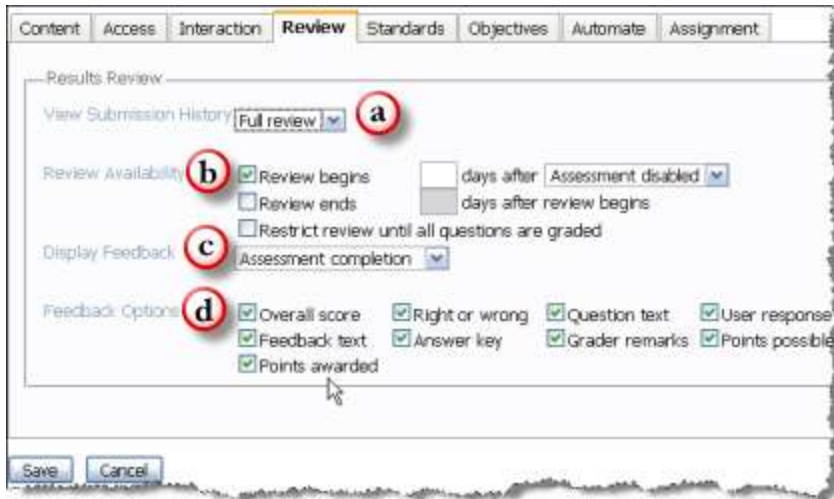 Content Access Interaction Review Standards Objectives Automate Assignment
Results Review
View Submission History Full review a
Review Availability b Review begins days after Assessment disabled
Review ends days after review begins
Restrict review until all questions are graded
Display Feedback c Assessment completion
Feedback Options d Overall score Right or wrong Question text User response
Feedback text Answer key Grader remarks Points possible
Points awarded
Save Cancel